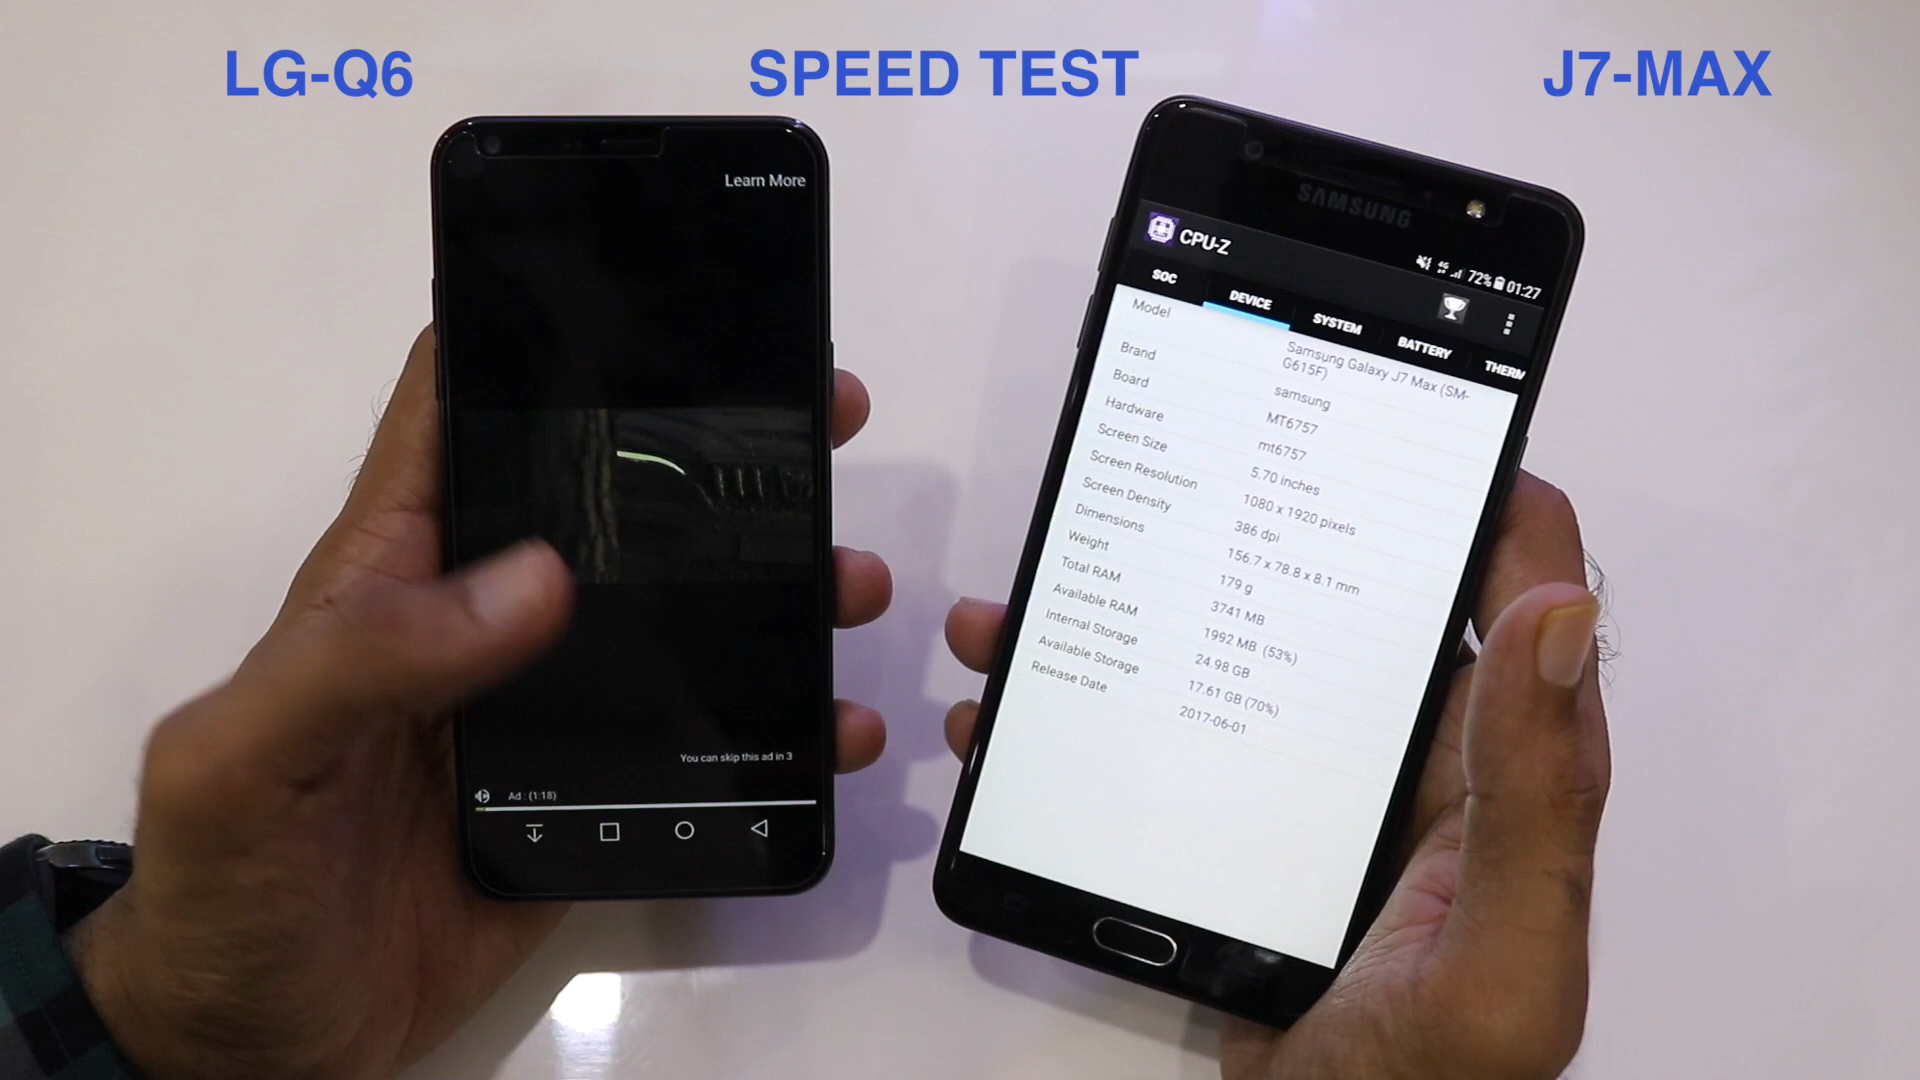 LG-Q6 SPEED TEST J7-MAX
Learn More
You can skip this ad in 3
Ad : (1:18)
SAMSUNG
4G 72% 01:27
CPU-Z
SOC DEVICE SYSTEM BATTERY THERM
Model Samsung Galaxy J7 Max (SM-
G615F)
Brand samsung
Board MT6757
Hardware mt6757
Screen Size 5.70 inches
Screen Resolution 1080 x 1920 pixels
Screen Density 386 dpi
Dimensions 156.7 x 78.8 x 8.1 mm
Weight 179 g
Total RAM 3741 MB
Available RAM 1992 MB (53%)
Internal Storage 24.98 GB
Available Storage 17.61 GB (70%)
Release Date 2017-06-01